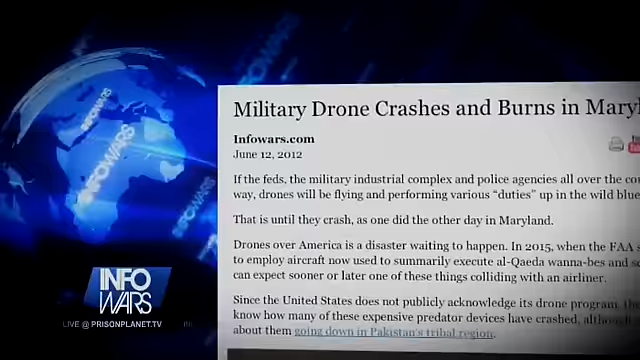 Military Drone Crashes and Burns in
Infowars.com
June 12, 2012
If the feds, the military industrial complex and police agencies all over the
way, drones will be flying and performing various “duties” up in the wild blue
That is until they crash, as one did the other day in Maryland.
Drones over America is a disaster waiting to happen. In 2015, when the FAA
to employ aircraft now used to summarily execute al-Qaeda wanna-bes and
can expect sooner or later one of these things colliding with an airliner.
Since the United States does not publicly acknowledge its drone program,
know how many of these expensive predator devices have crashed,
about them going down in Pakistan's tribal region.
INFOWARS
INFOWARS
INFOWARS
INFO
WARS
LIVE @ PRISONPLANET.TV